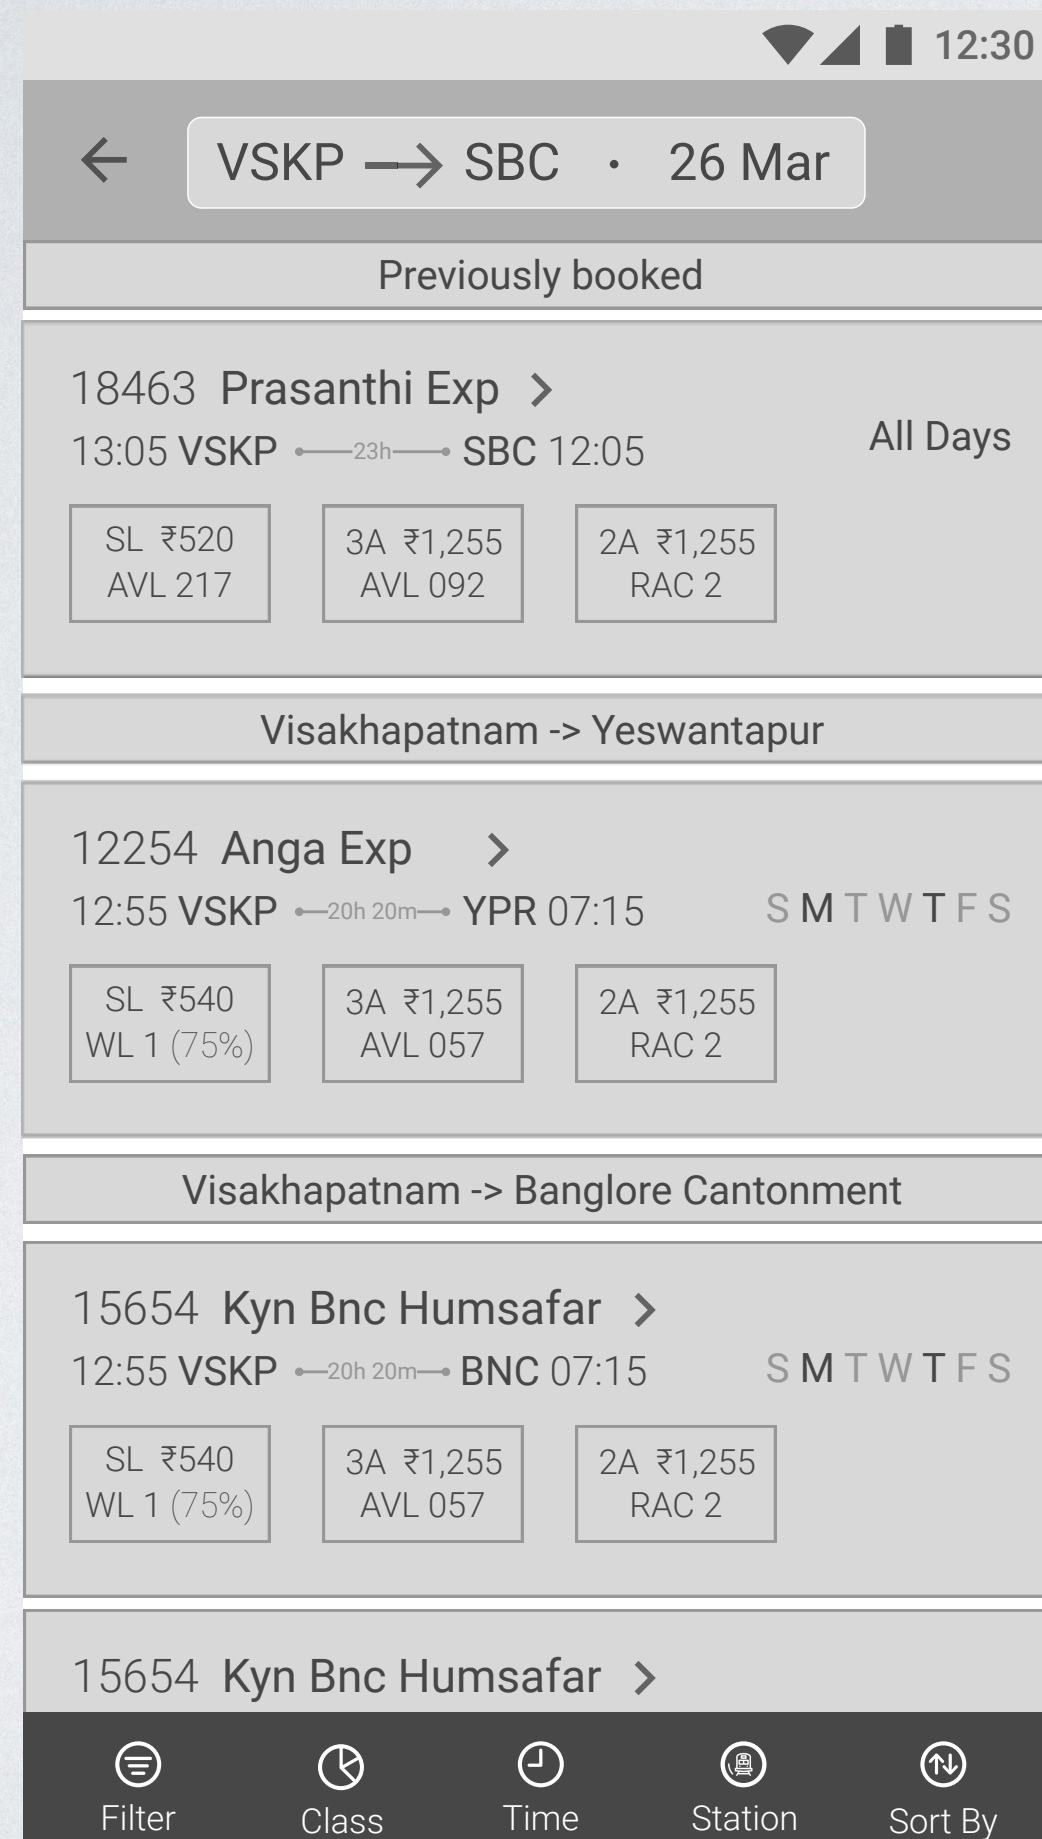 12:30
VSKP → SBC · 26 Mar
Previously booked
18463 Prasanthi Exp >
13:05 VSKP 23h SBC 12:05
All Days
SL ₹520
AVL 217
3A ₹1,255
AVL 092
2A ₹1,255
RAC 2
Visakhapatnam -> Yeswantapur
12254 Anga Exp >
12:55 VSKP 20h 20m YPR 07:15
S M T W T F S
SL ₹540
WL 1 (75%)
3A ₹1,255
AVL 057
2A ₹1,255
RAC 2
Visakhapatnam -> Banglore Cantonment
15654 Kyn Bnc Humsafar >
12:55 VSKP 20h 20m BNC 07:15
S M T W T F S
SL ₹540
WL 1 (75%)
3A ₹1,255
AVL 057
2A ₹1,255
RAC 2
15654 Kyn Bnc Humsafar >
Filter
Class
Time
Station
Sort By